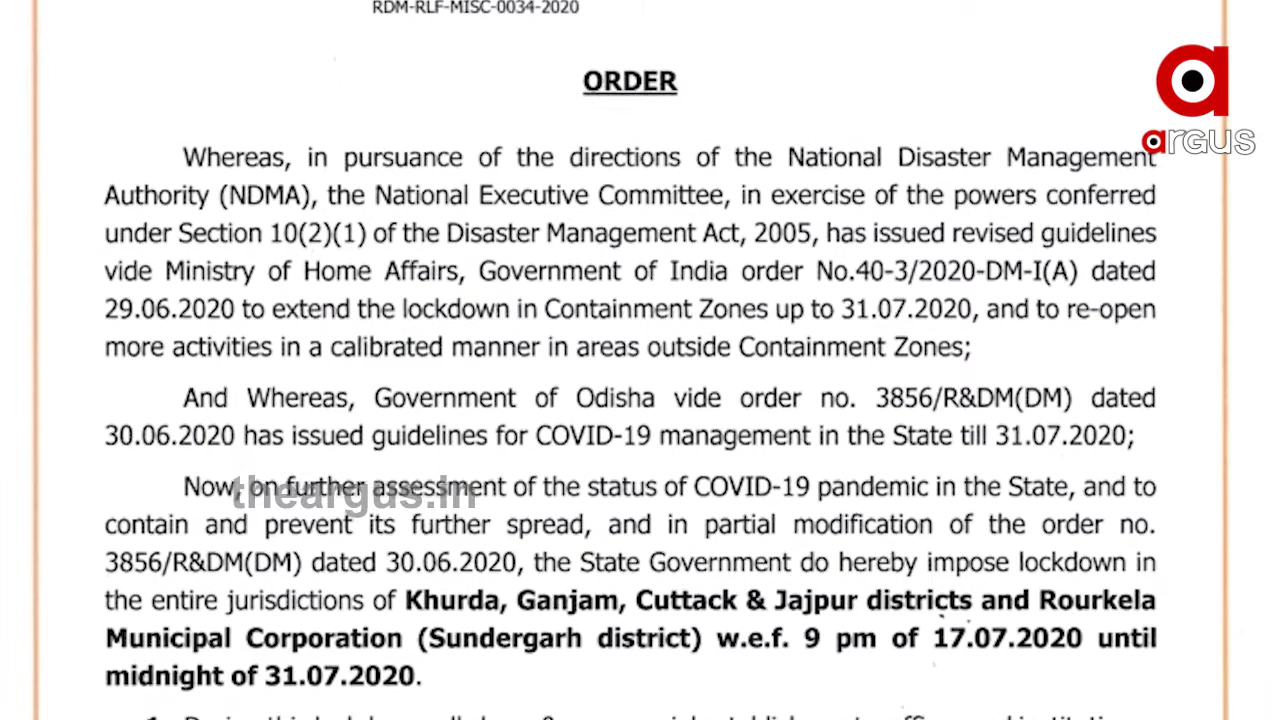 RDM-RLF-MISC-0034-2020
ORDER
argus
Whereas, in pursuance of the directions of the National Disaster Management
Authority (NDMA), the National Executive Committee, in exercise of the powers conferred
under Section 10(2)(1) of the Disaster Management Act, 2005, has issued revised guidelines
vide Ministry of Home Affairs, Government of India order No.40-3/2020-DM-I(A) dated
29.06.2020 to extend the lockdown in Containment Zones up to 31.07.2020, and to re-open
more activities in a calibrated manner in areas outside Containment Zones;
And Whereas, Government of Odisha vide order no. 3856/R&DM(DM) dated
30.06.2020 has issued guidelines for COVID-19 management in the State till 31.07.2020;
Now, on further assessment of the status of COVID-19 pandemic in the State, and to
theargus.in
contain and prevent its further spread, and in partial modification of the order no.
3856/R&DM(DM) dated 30.06.2020, the State Government do hereby impose lockdown in
the entire jurisdictions of Khurda, Ganjam, Cuttack & Jajpur districts and Rourkela
Municipal Corporation (Sundergarh district) w.e.f. 9 pm of 17.07.2020 until
midnight of 31.07.2020.